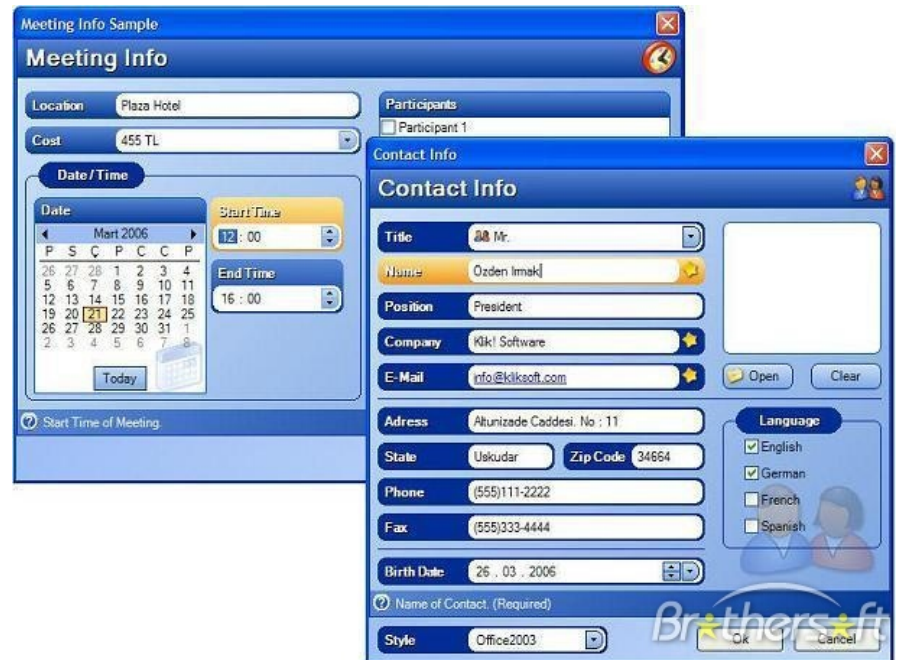 Meeting Info Sample
Meeting Info
Location Plaza Hotel
Cost 455 TL
Participants
Participant 1
Date/Time
Date
Mart 2006
P S Ç P C C P
26 27 28 1 2 3 4
5 6 7 8 9 10 11
12 13 14 15 16 17 18
19 20 21 22 23 24 25
26 27 28 29 30 31 1
2 3 4 5 6 7 8
Today
Start Time
12 : 00
End Time
16 : 00
Start Time of Meeting.
Contact Info
Contact Info
Title Mr.
Name Ozden Irmak
Position President
Company Klik! Software
E-Mail info@kliksoft.com
Open Clear
Adress Altunizade Caddesi. No : 11
State Uskudar Zip Code 34664
Phone (555)111-2222
Fax (555)333-4444
Language
English
German
French
Spanish
Birth Date 26 . 03 . 2006
Name of Contact. (Required)
Style Office2003
Ok Cancel
Brothersoft